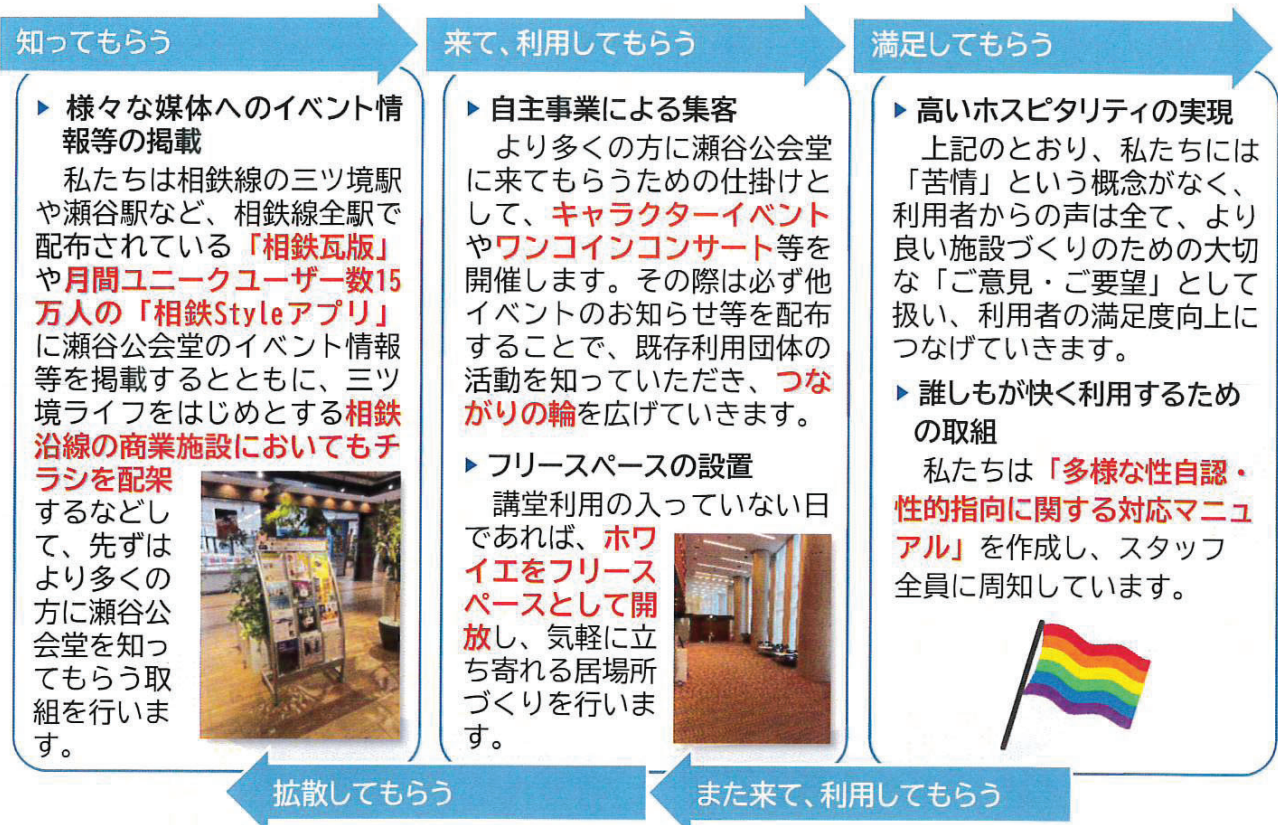 知ってもらう
▶ 様々な媒体へのイベント情
報等の掲載
私たちは相鉄線の三ツ境駅
や瀬谷駅など、相鉄線全駅で
配布されている「相鉄瓦版」
や月間ユニークユーザー数15
万人の「相鉄Styleアプリ」
に瀬谷公会堂のイベント情報
等を掲載するとともに、三ツ
境ライフをはじめとする相鉄
沿線の商業施設においてもチ
ラシを配架
するなどし
て、先ずは
より多くの
方に瀬谷公
会堂を知っ
てもらう取
組を行いま
す。
来て、利用してもらう
▶ 自主事業による集客
より多くの方に瀬谷公会堂
に来てもらうための仕掛けと
して、キャラクターイベント
やワンコインコンサート等を
開催します。その際は必ず他
イベントのお知らせ等を配布
することで、既存利用団体の
活動を知っていただき、つな
がりの輪を広げていきます。
▶ フリースペースの設置
講堂利用の入っていない日
であれば、ホワ
イエをフリース
ペースとして開
放し、気軽に立
ち寄れる居場所
づくりを行いま
す。
満足してもらう
▶ 高いホスピタリティの実現
上記のとおり、私たちには
「苦情」という概念がなく、
利用者からの声は全て、より
良い施設づくりのための大切
な「ご意見・ご要望」として
扱い、利用者の満足度向上に
つなげていきます。
▶ 誰しもが快く利用するため
の取組
私たちは「多様な性自認・
性的指向に関する対応マニュ
アル」を作成し、スタッフ
全員に周知しています。
また来て、利用してもらう
拡散してもらう